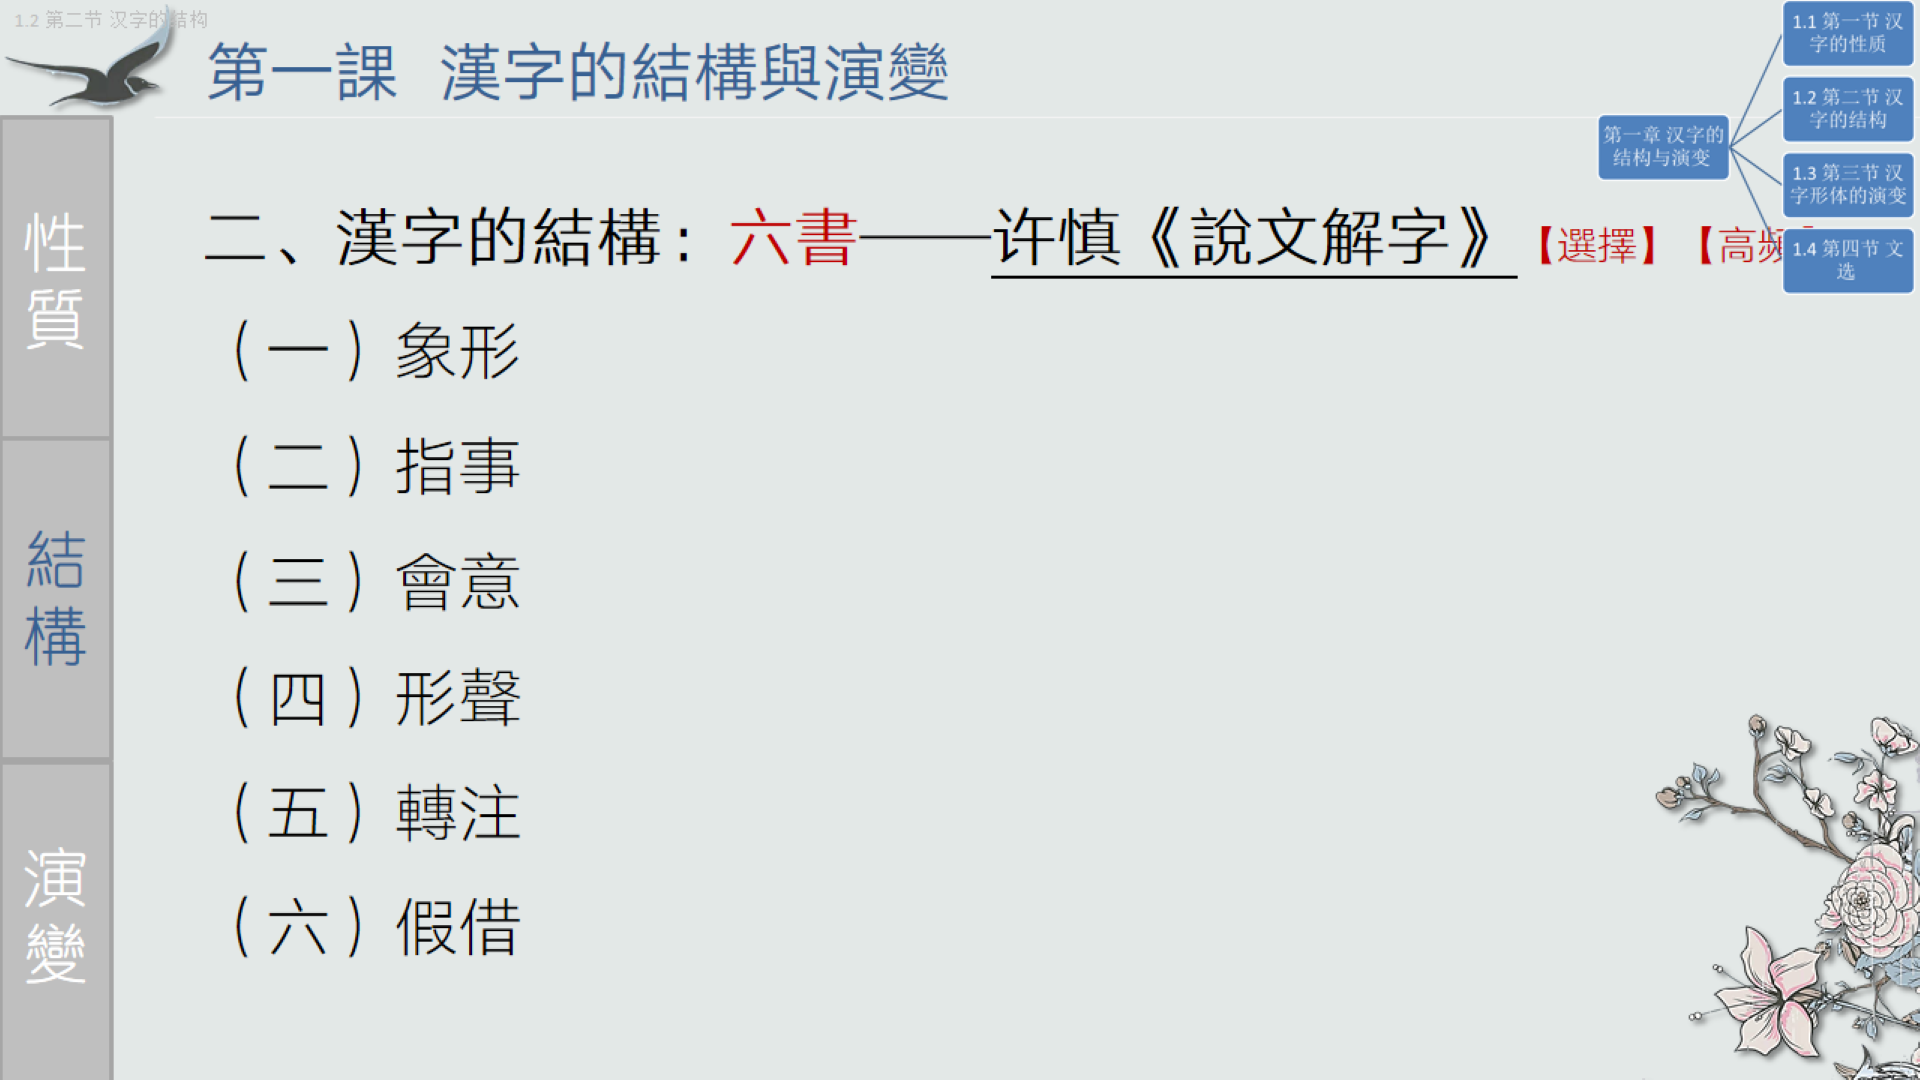 1.2 第二节 汉字的结构
第一課 漢字的結構與演變
性質
結構
演變
二、漢字的結構：六書——许慎《說文解字》【選擇】【高
（一）象形
（二）指事
（三）會意
（四）形聲
（五）轉注
（六）假借
第一章 汉字的
结构与演变
1.1 第一节 汉
字的性质
1.2 第二节 汉
字的结构
1.3 第三节 汉
字形体的演变
1.4 第四节 文
选